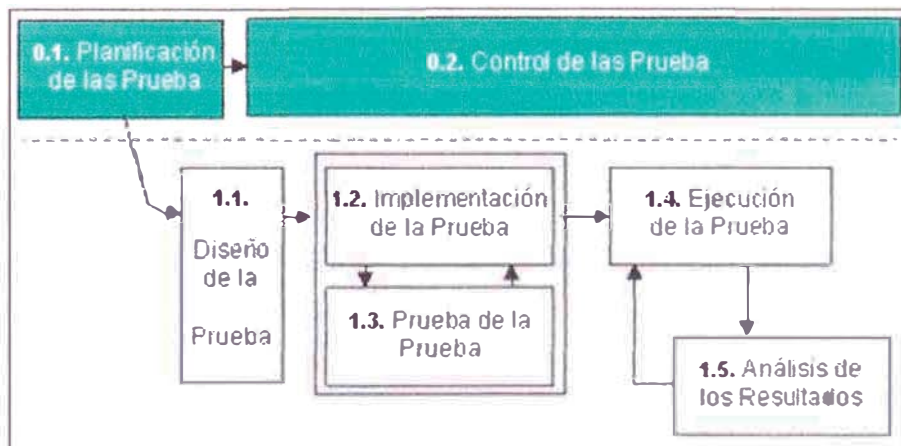 0.1. Planificación
de las Prueba
0.2. Control de las Prueba
1.1.
Diseño
de la
Prueba
1.2. Implementación
de la Prueba
1.3. Prueba de la
Prueba
1.4. Ejecución
de la Prueba
1.5. Análisis de
los Resultados